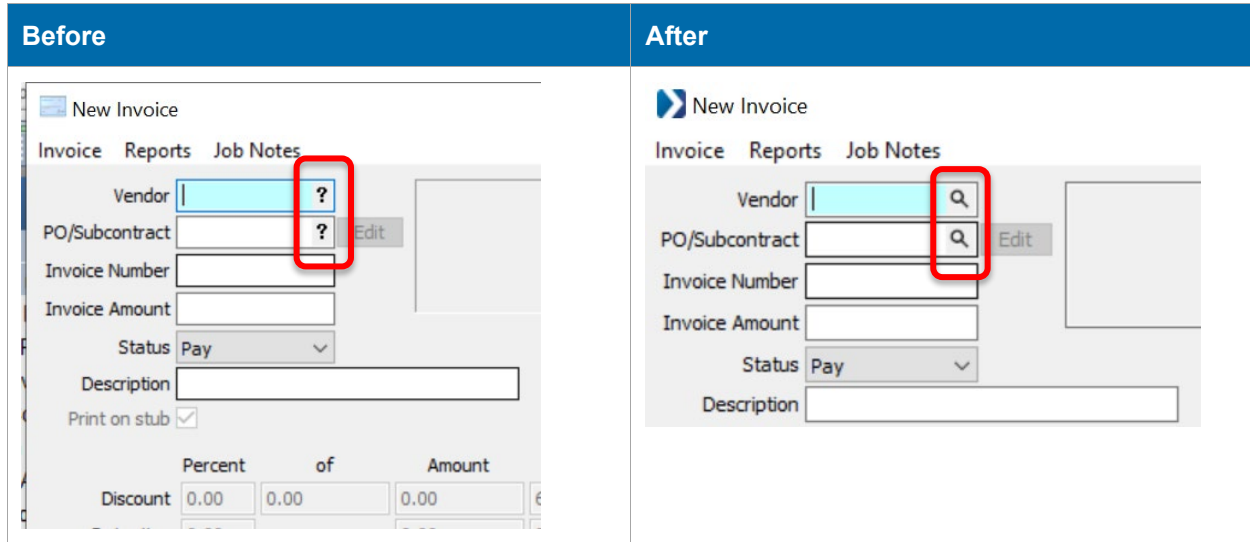 Before
After
New Invoice
Invoice Reports Job Notes
Vendor ?
PO/Subcontract ? Edit
Invoice Number
Invoice Amount
Status Pay
Description
Print on stub
Percent of Amount
Discount 0.00 0.00 0.00
New Invoice
Invoice Reports Job Notes
Vendor
PO/Subcontract Edit
Invoice Number
Invoice Amount
Status Pay
Description